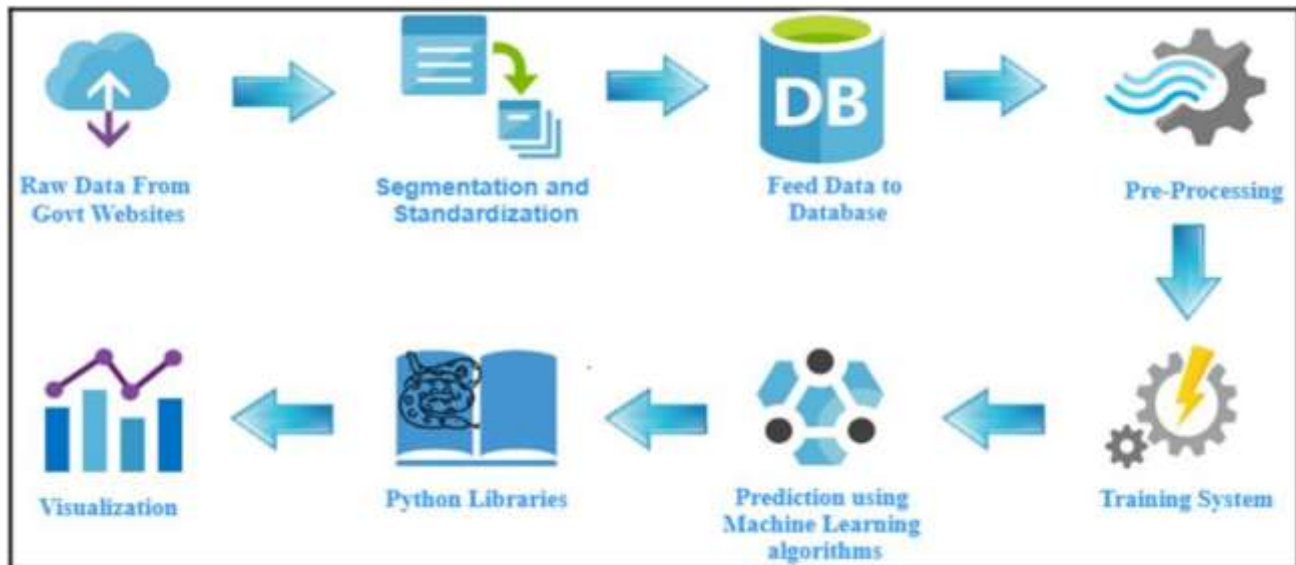 DB
Raw Data From
Govt Websites
Segmentation and
Standardization
Feed Data to
Database
Pre-Processing
Visualization
Python Libraries
Prediction using
Machine Learning
algorithms
Training System